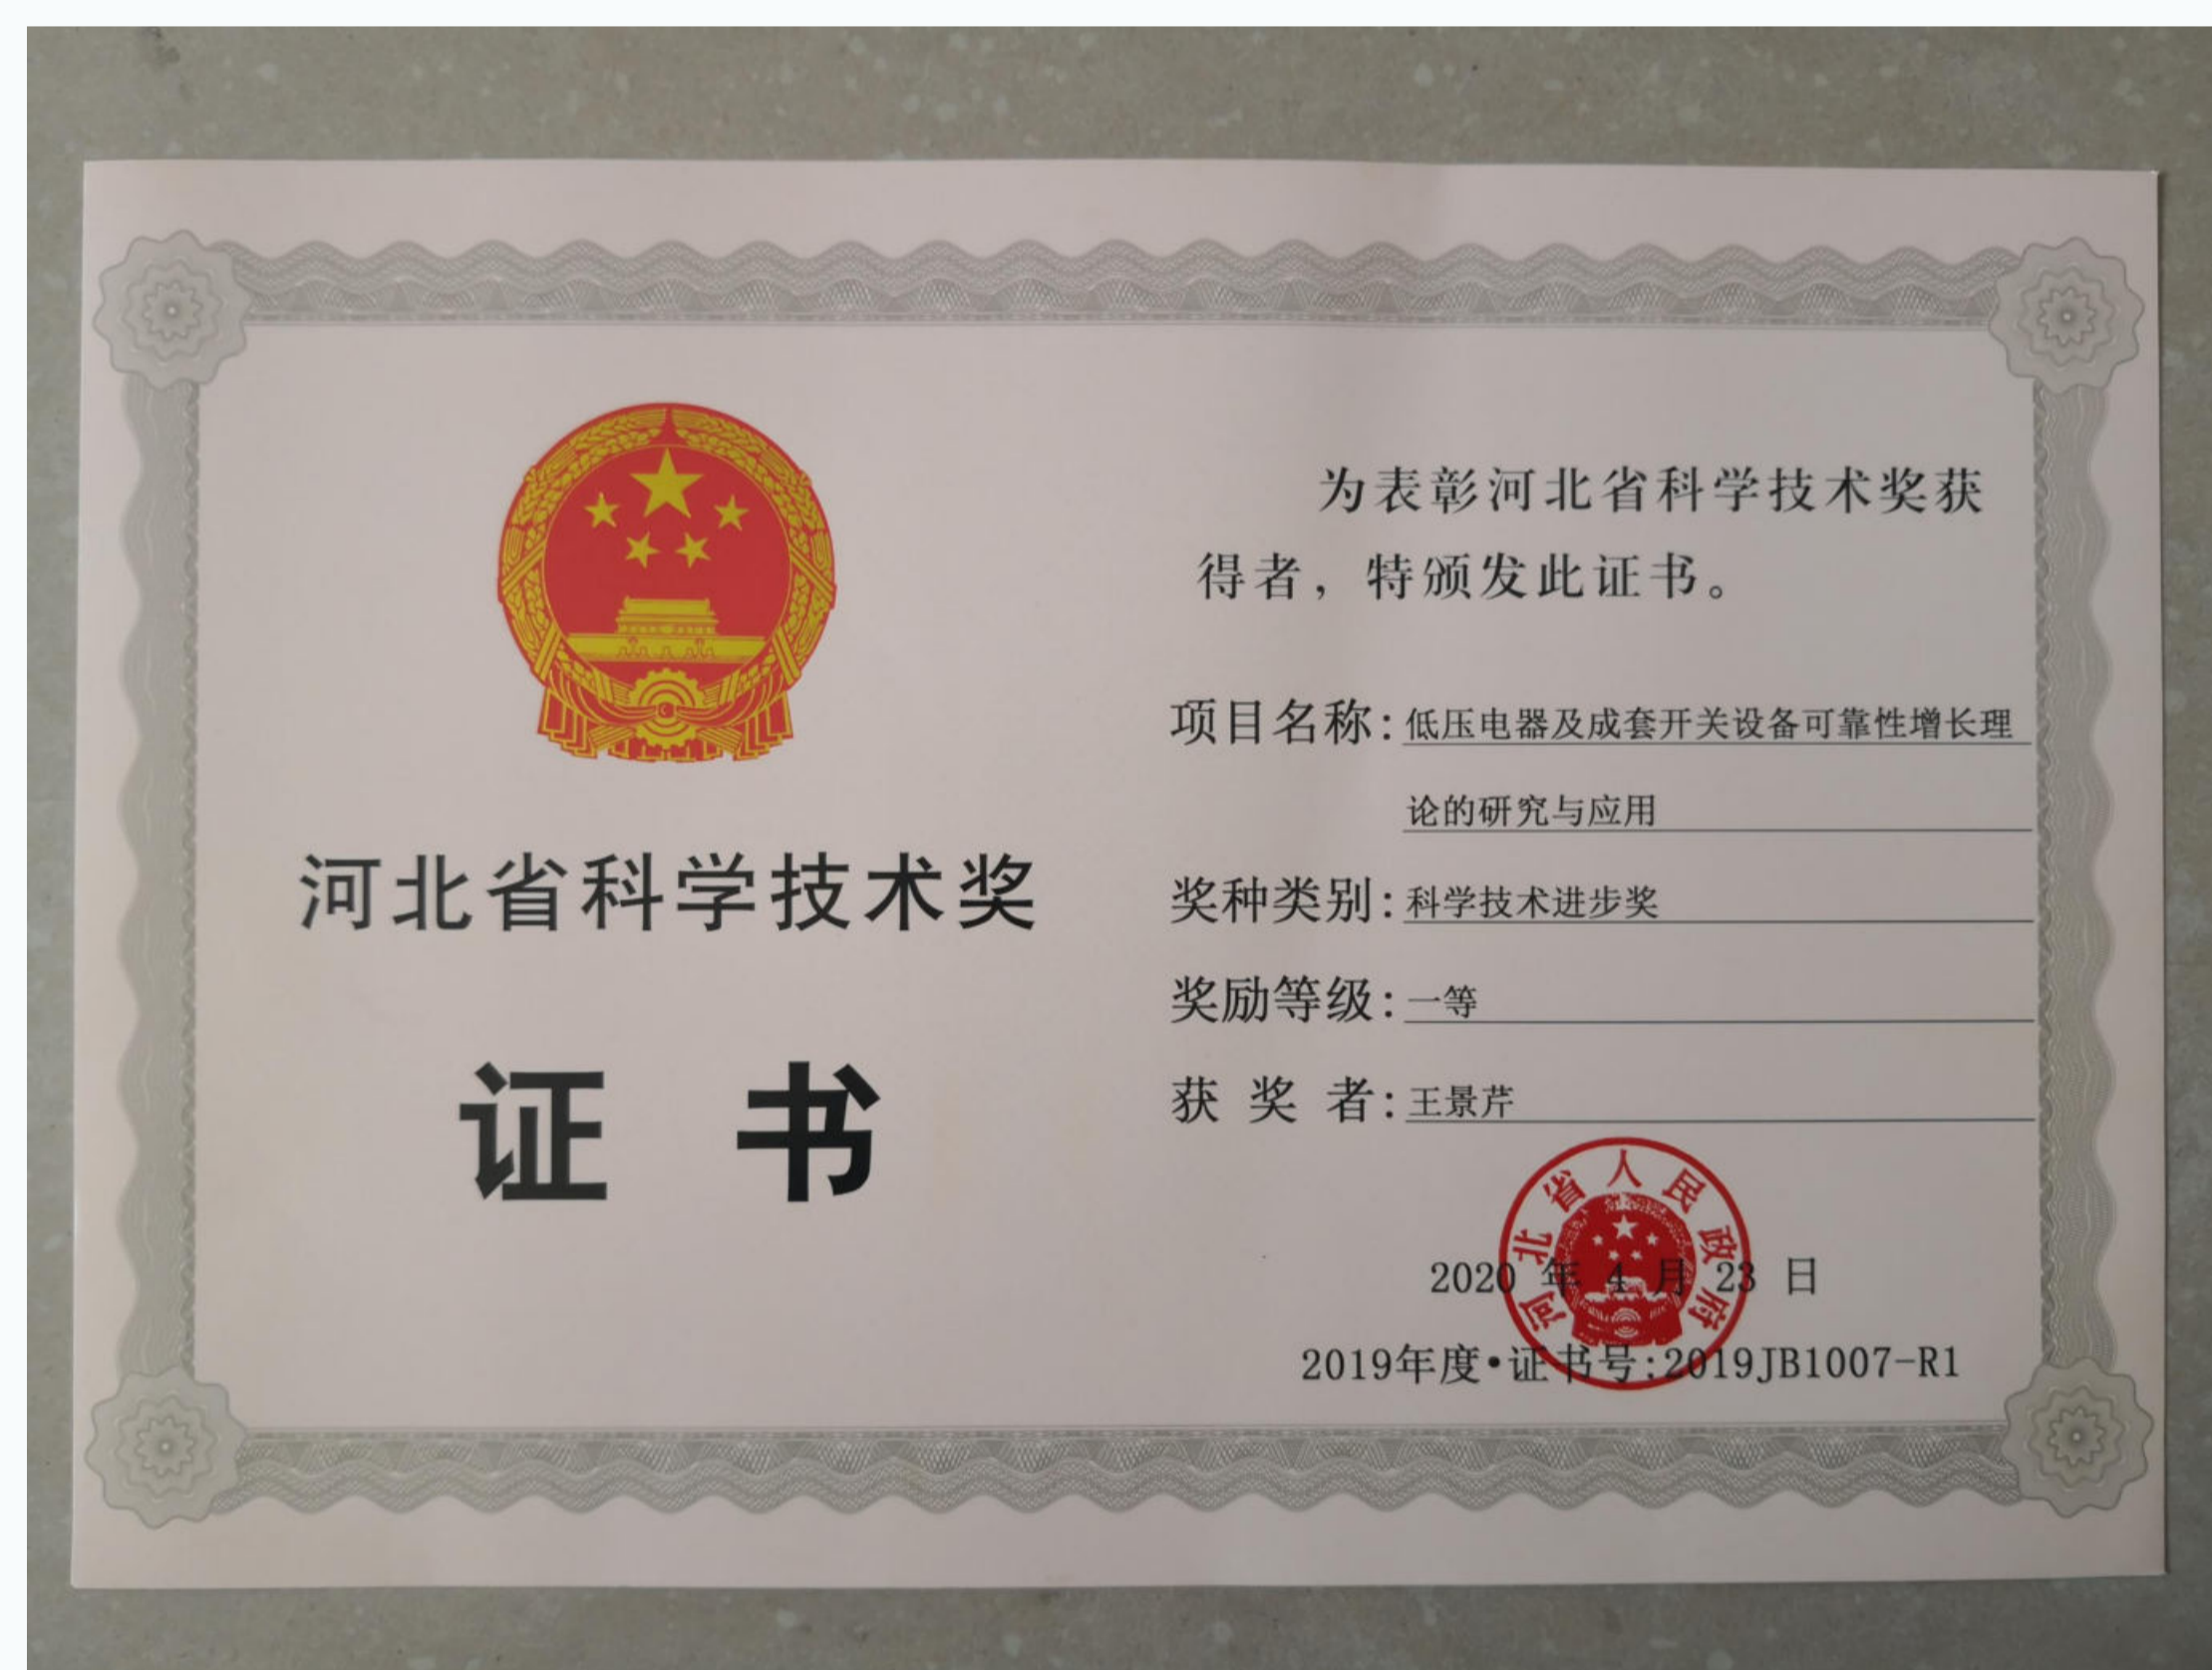 河北省科学技术奖
证 书
为表彰河北省科学技术奖获
得者，特颁发此证书。
项目名称：低压电器及成套开关设备可靠性增长理
论的研究与应用
奖种类别：科学技术进步奖
奖励等级：一等
获 奖 者：王景芹
河北省人民政府
2020 年 4 月 23 日
2019年度•证书号:2019JB1007-R1